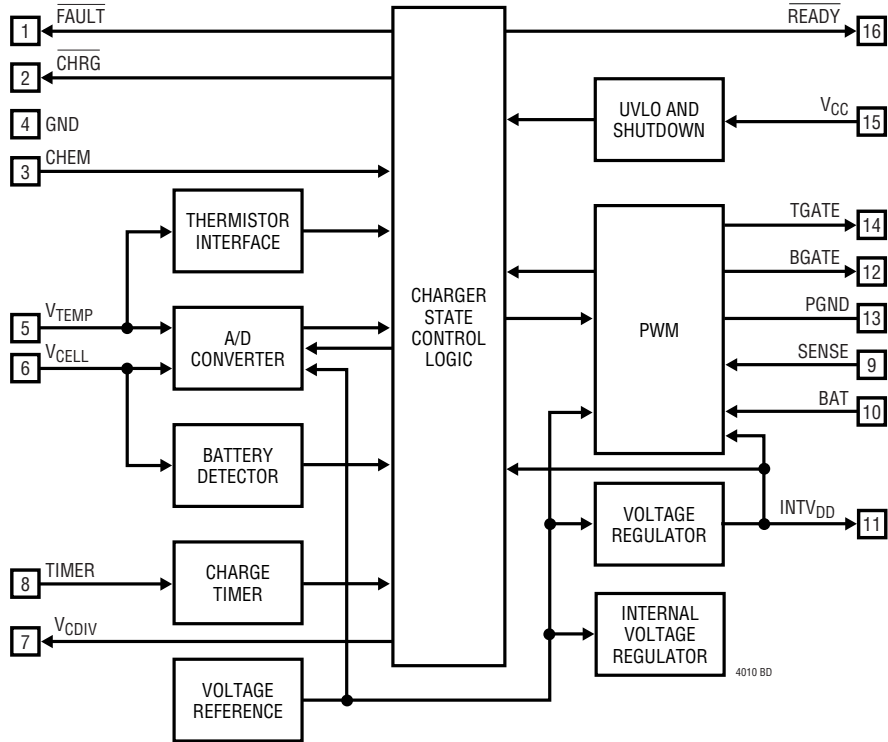 1
FAULT
READY
16
2
CHRG
4
GND
UVLO AND
SHUTDOWN
VCC
15
3
CHEM
THERMISTOR
INTERFACE
TGATE
14
BGATE
12
CHARGER
STATE
CONTROL
LOGIC
PWM
PGND
13
5
VTEMP
A/D
CONVERTER
6
VCELL
SENSE
9
BAT
10
BATTERY
DETECTOR
VOLTAGE
REGULATOR
INTVDD
11
8
TIMER
CHARGE
TIMER
7
VCDIV
INTERNAL
VOLTAGE
REGULATOR
VOLTAGE
REFERENCE
4010 BD